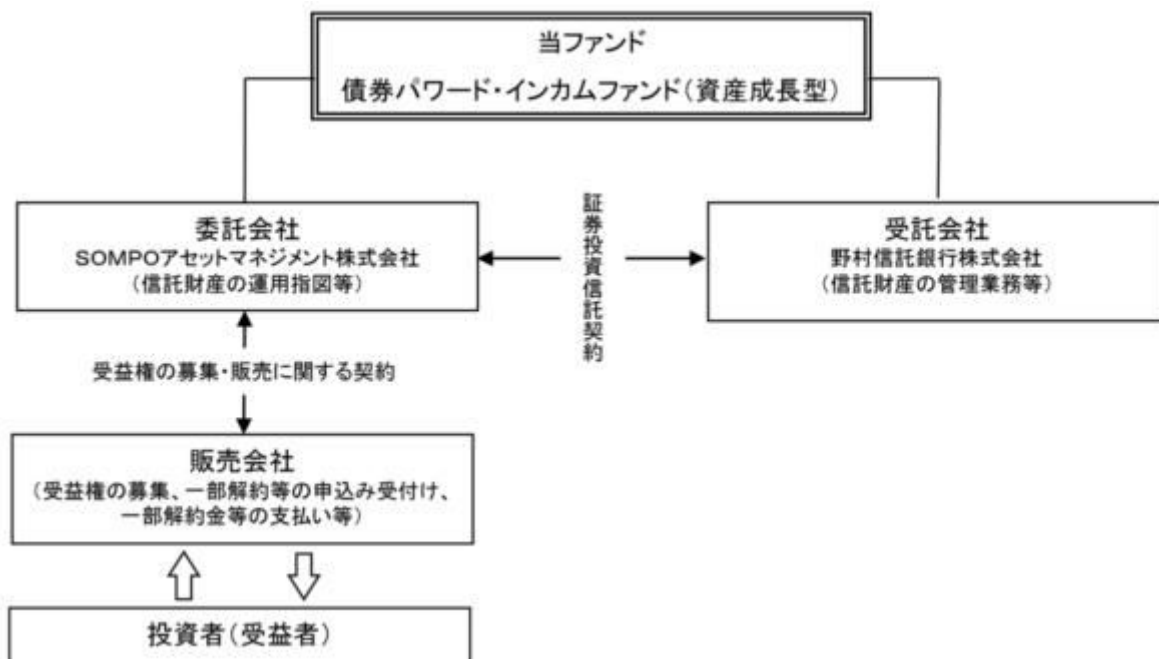 当ファンド
債券パワード・インカムファンド(資産成長型)
委託会社
SOMPOアセットマネジメント株式会社
(信託財産の運用指図等)
証券投資信託契約
受託会社
野村信託銀行株式会社
(信託財産の管理業務等)
受益権の募集・販売に関する契約
販売会社
(受益権の募集、一部解約等の申込み受付け、
一部解約金等の支払い等)
投資者(受益者)